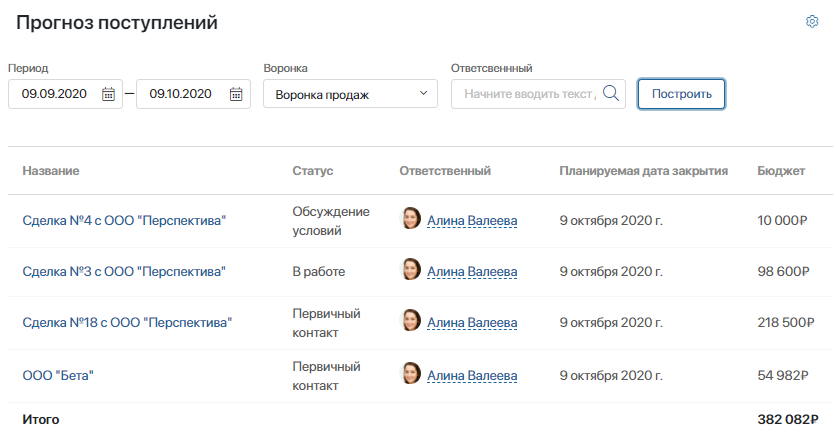 Прогноз поступлений
Период Воронка Ответсвеннный
09.09.2020 — 09.10.2020 Воронка продаж Начните вводить текст д Построить
Название Статус Ответственный Планируемая дата закрытия Бюджет
Сделка №4 с ООО "Перспектива" Обсуждение условий Алина Валеева 9 октября 2020 г. 10 000₽
Сделка №3 с ООО "Перспектива" В работе Алина Валеева 9 октября 2020 г. 98 600₽
Сделка №18 с ООО "Перспектива" Первичный контакт Алина Валеева 9 октября 2020 г. 218 500₽
ООО "Бета" Первичный контакт Алина Валеева 9 октября 2020 г. 54 982₽
Итого 382 082₽